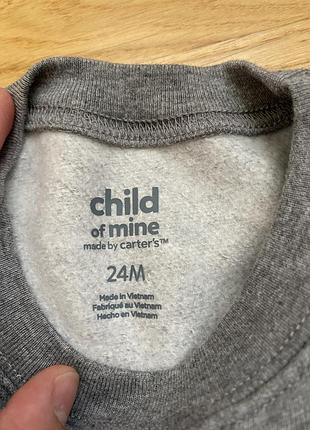 child
of mine
made by carter's™
24M
Made in Vietnam
Fabriqué au Vietnam
Hecho en Vietnam